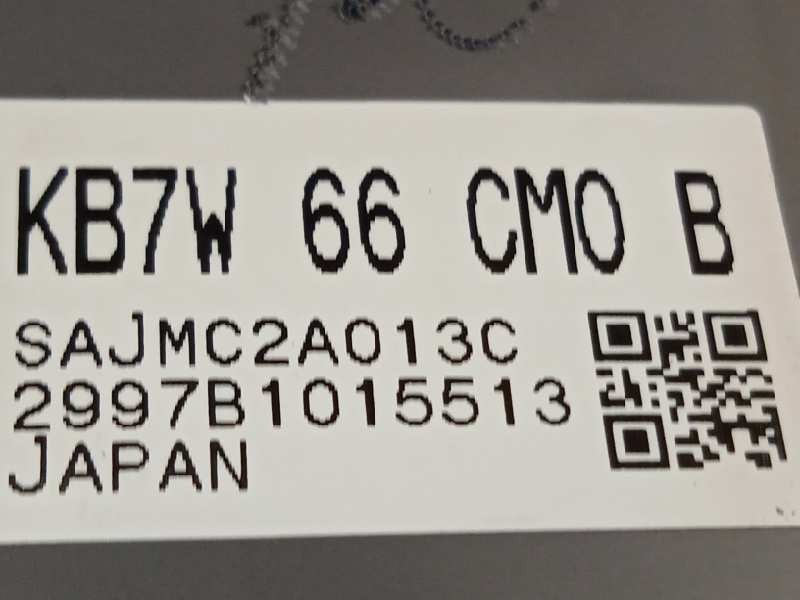 KB7W 66 CM0 B
SAJMC2A013C
2997B1015513
JAPAN